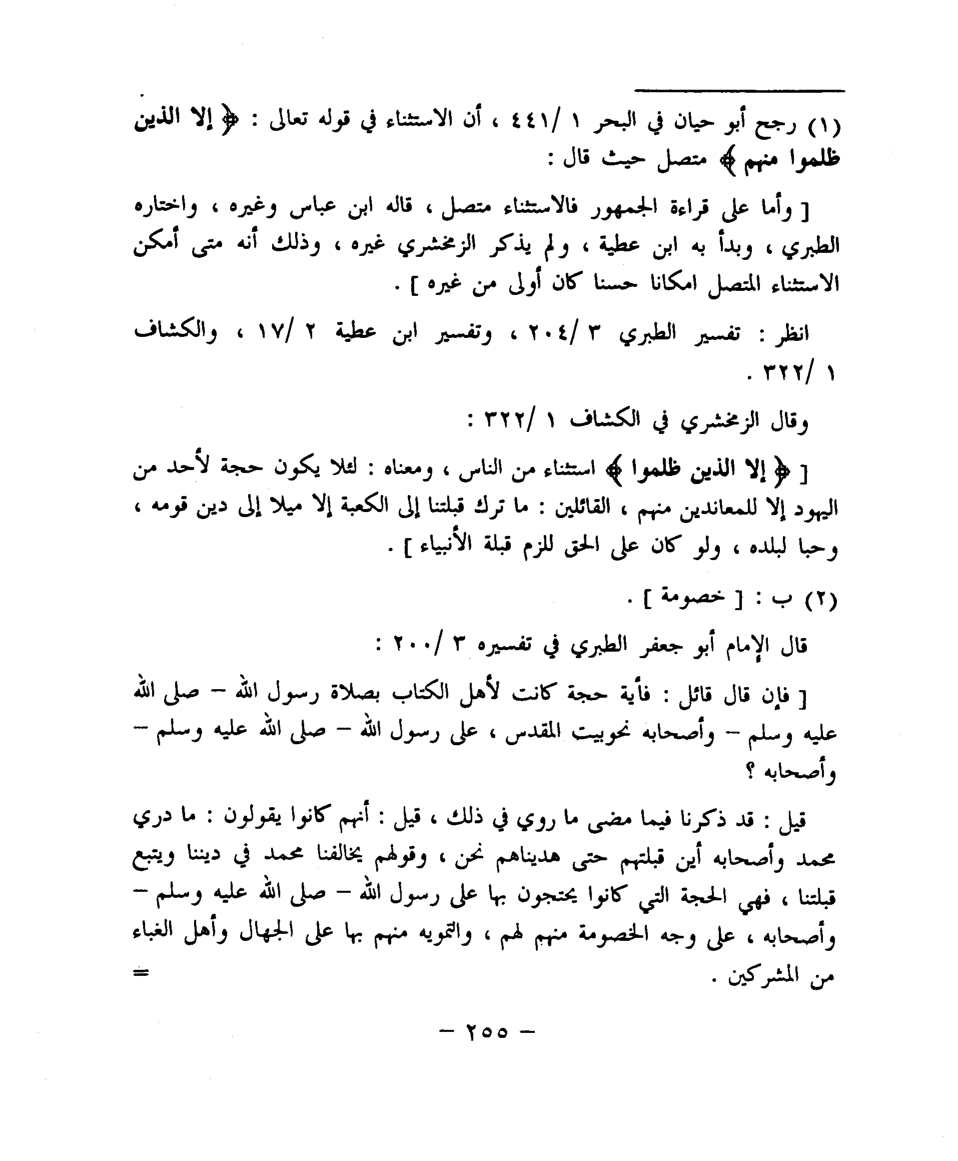 (١) رجح أبو حيان في البحر ١ /٤٤١ ، أن الاستثناء في قوله تعالى : ﴿ إلا الذين
ظلموا منهم ﴾ متصل حيث قال :
[ وأما على قراءة الجمهور فالاستثناء متصل ، قاله ابن عباس وغيره ، واختاره
الطبري ، وبدأ به ابن عطية ، ولم يذكر الزمخشري غيره ، وذلك أنه متى أمكن
الاستثناء المتصل امكانا حسنا كان أولى من غيره ] .
انظر : تفسير الطبري ٣ /٢٠٤ ، وتفسير ابن عطية ٢ /١٧ ، والكشاف
١ /٣٢٢ .
وقال الزمخشري في الكشاف ١ /٣٢٢ :
[ ﴿ إلا الذين ظلموا ﴾ استثناء من الناس ، ومعناه : لئلا يكون حجة لأحد من
اليهود إلا للمعاندين منهم ، القائلين : ما ترك قبلتنا إلى الكعبة إلا ميلا إلى دين قومه ،
وحبا لبلده ، ولو كان على الحق للزم قبلة الأنبياء ] .
(٢) ب : [ خصومة ] .
قال الإمام أبو جعفر الطبري في تفسيره ٣ /٢٠٠ :
[ فإن قال قائل : فأية حجة كانت لأهل الكتاب بصلاة رسول الله – صلى الله
عليه وسلم – وأصحابه نحوبيت المقدس ، على رسول الله – صلى الله عليه وسلم –
وأصحابه ؟
قيل : قد ذكرنا فيما مضى ما روي في ذلك ، قيل : أنهم كانوا يقولون : ما دري
محمد وأصحابه أين قبلتهم حتى هديناهم نحن ، وقولهم يخالفنا محمد في ديننا ويتبع
قبلتنا ، فهي الحجة التي كانوا يحتجون بها على رسول الله – صلى الله عليه وسلم –
وأصحابه ، على وجه الخصومة منهم لهم ، والتمويه منهم بها على الجهال وأهل الغباء
من المشركين . =
– ٢٥٥ –